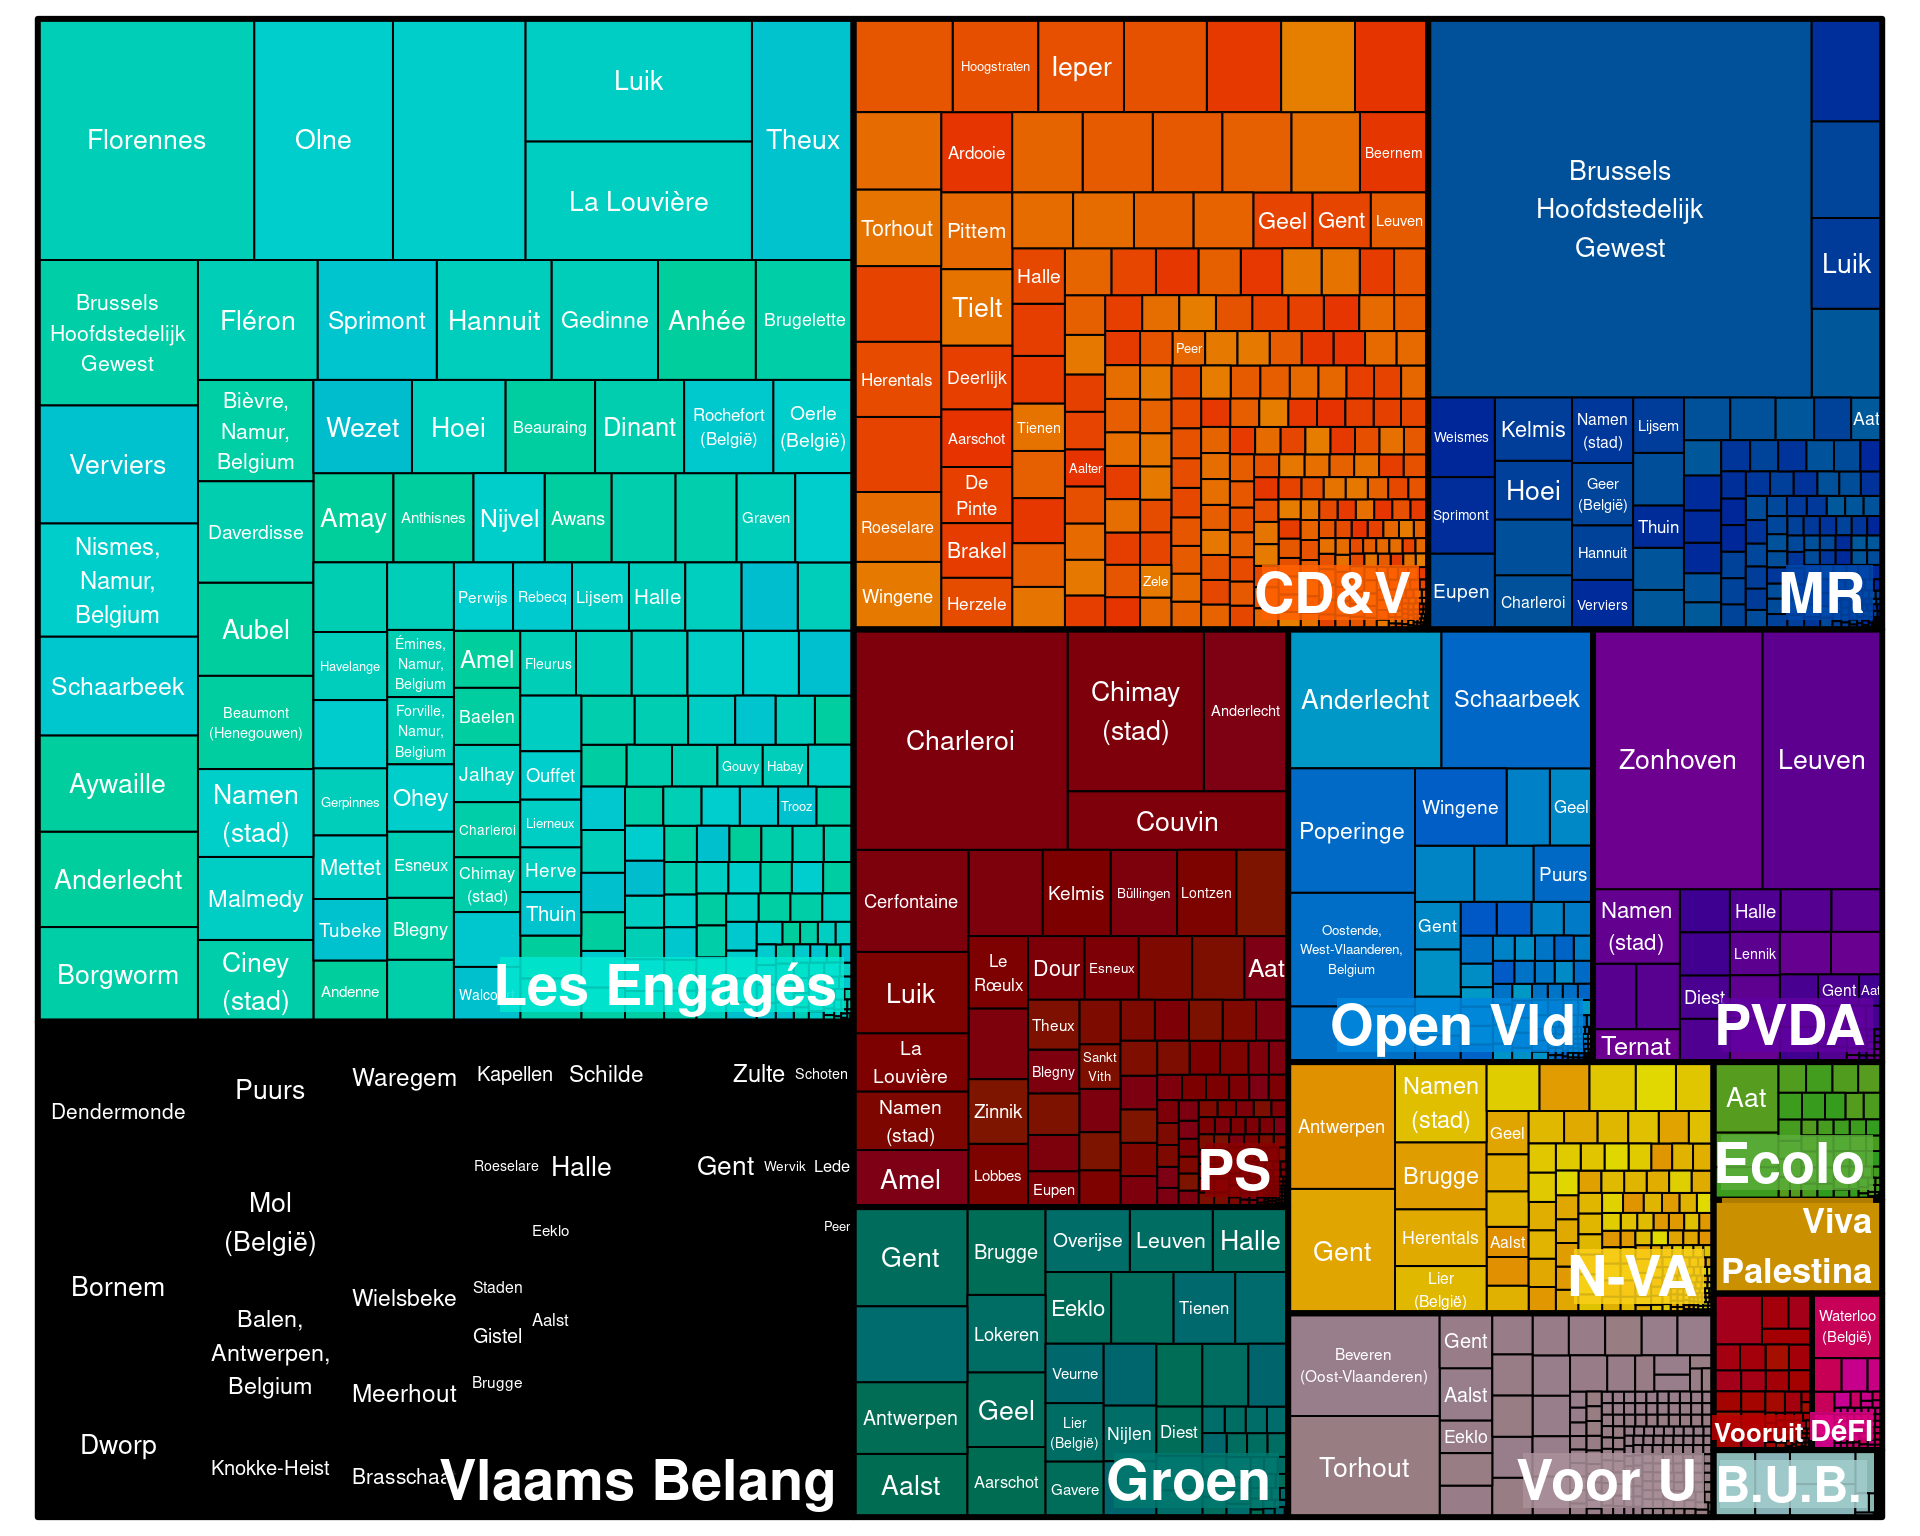 Florennes
Olne
Luik
La Louvière
Theux
Brussels
Hoofdstedelijk
Gewest
Fléron
Sprimont
Hannuit
Gedinne
Anhée
Brugelette
Bièvre,
Namur,
Belgium
Wezet
Hoei
Beauraing
Dinant
Rochefort
(België)
Oerle
(België)
Verviers
Daverdisse
Amay
Anthisnes
Nijvel
Awans
Graven
Nismes,
Namur,
Belgium
Aubel
Perwijs
Rebecq
Lijsem
Halle
Havelange
Émines,
Namur,
Belgium
Amel
Fleurus
Schaarbeek
Beaumont
(Henegouwen)
Forville,
Namur,
Belgium
Baelen
Aywaille
Namen
(stad)
Gerpinnes
Ohey
Jalhay
Ouffet
Gouvy
Habay
Trooz
Charleroi
Lierneux
Anderlecht
Malmedy
Mettet
Esneux
Chimay
(stad)
Herve
Tubeke
Blegny
Thuin
Borgworm
Ciney
(stad)
Andenne
Les Engagés
Dendermonde
Puurs
Waregem
Kapellen
Schilde
Zulte
Schoten
Roeselare
Halle
Gent
Wervik
Lede
Mol
(België)
Eeklo
Peer
Bornem
Wielsbeke
Staden
Aalst
Balen,
Antwerpen,
Belgium
Gistel
Meerhout
Brugge
Dworp
Knokke-Heist
Brasschaa
Vlaams Belang
Hoogstraten
Ieper
Ardooie
Beernem
Torhout
Pittem
Geel
Gent
Leuven
Halle
Tielt
Peer
Herentals
Deerlijk
Aarschot
Tienen
Aalter
De
Pinte
Roeselare
Brakel
Wingene
Herzele
Zele
CD&V
Brussels
Hoofdstedelijk
Gewest
Luik
Weismes
Kelmis
Namen
(stad)
Lijsem
Aat
Sprimont
Hoei
Geer
(België)
Thuin
Hannuit
Eupen
Charleroi
Verviers
MR
Charleroi
Chimay
(stad)
Anderlecht
Couvin
Cerfontaine
Kelmis
Büllingen
Lontzen
Luik
Le
Rœulx
Dour
Esneux
Aat
La
Louvière
Theux
Blegny
Sankt
Vith
Namen
(stad)
Zinnik
Amel
Lobbes
Eupen
PS
Anderlecht
Schaarbeek
Poperinge
Wingene
Geel
Puurs
Oostende,
West-Vlaanderen,
Belgium
Gent
Open Vld
Zonhoven
Leuven
Namen
(stad)
Halle
Lennik
Diest
Gent
Aat
Ternat
PVDA
Gent
Brugge
Overijse
Leuven
Halle
Eeklo
Tienen
Lokeren
Veurne
Antwerpen
Geel
Lier
(België)
Nijlen
Diest
Aalst
Aarschot
Gavere
Groen
Antwerpen
Namen
(stad)
Geel
Brugge
Gent
Herentals
Aalst
Lier
(België)
N-VA
Aat
Ecolo
Viva
Palestina
Beveren
(Oost-Vlaanderen)
Gent
Aalst
Eeklo
Torhout
Voor U
Vooruit
Waterloo
(België)
DéFI
B.U.B.